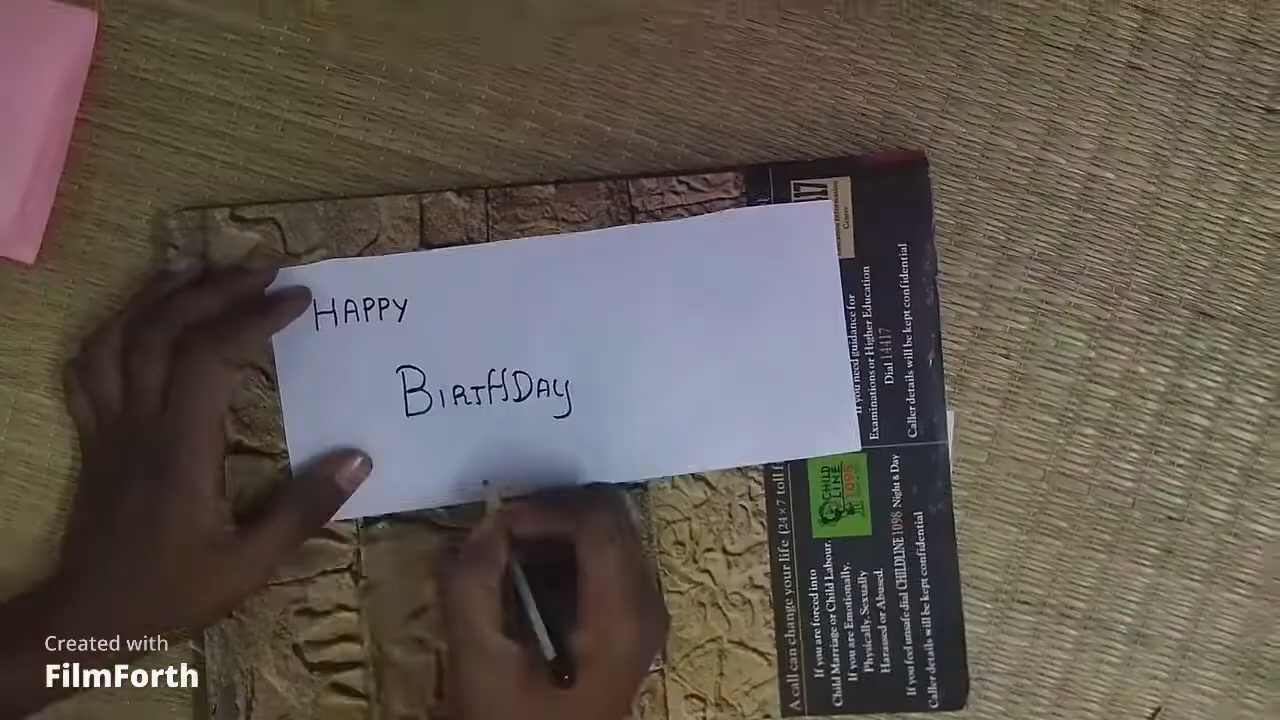 HAPPY
BIRTHDAY
17
Centre
If you need guidance for
Examinations or Higher Education
Dial 14417
Caller details will be kept confidential
A call can change your life (24×7 toll f
CHILD
LINE
1098
If you are forced into
Child Marriage or Child Labour.
If you are Emotionally,
Physically, Sexually
Harassed or Abused.
If you feel unsafe dial CHILDLINE 1098 Night & Day
Caller details will be kept confidential
Created with
FilmForth